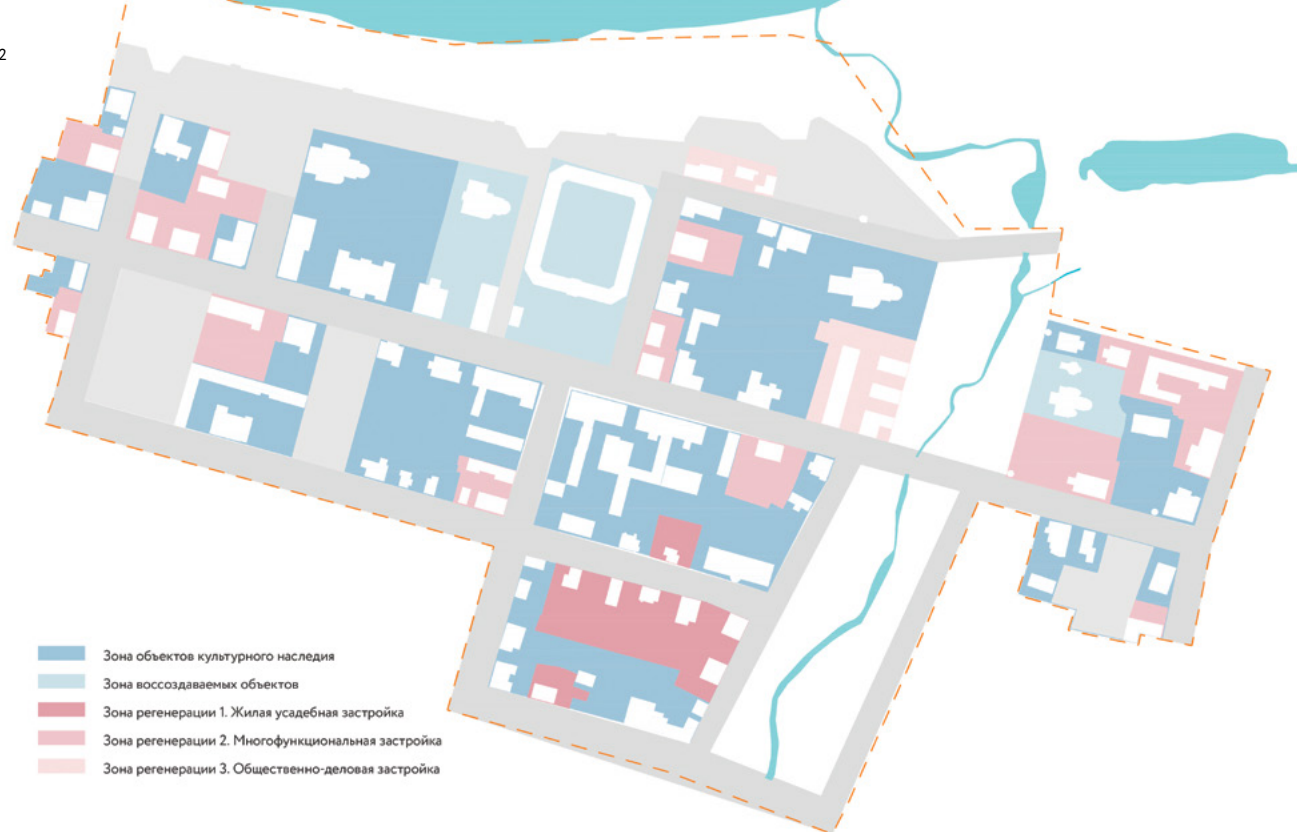 2
Зона объектов культурного наследия
Зона воссоздаваемых объектов
Зона регенерации 1. Жилая усадебная застройка
Зона регенерации 2. Многофункциональная застройка
Зона регенерации 3. Общественно-деловая застройка